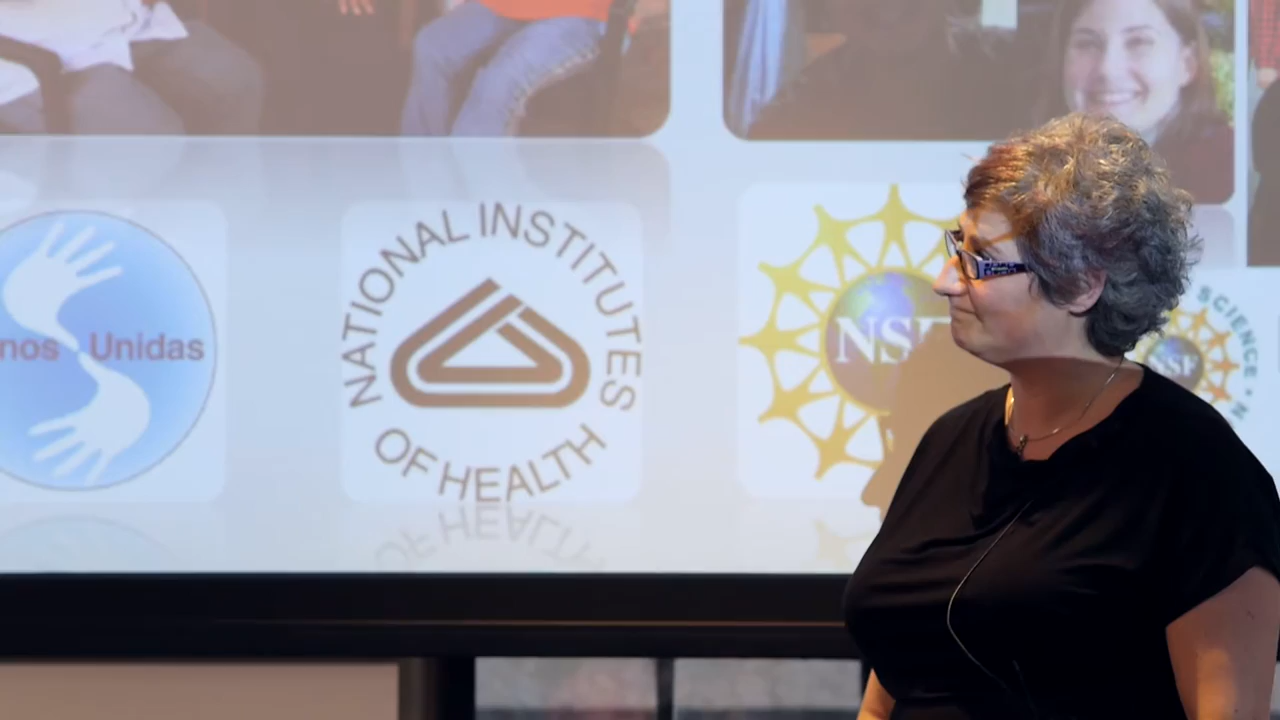 nos Unidas
NATIONAL INSTITUTES
OF HEALTH
NSF
SCIENCE • N
NSF